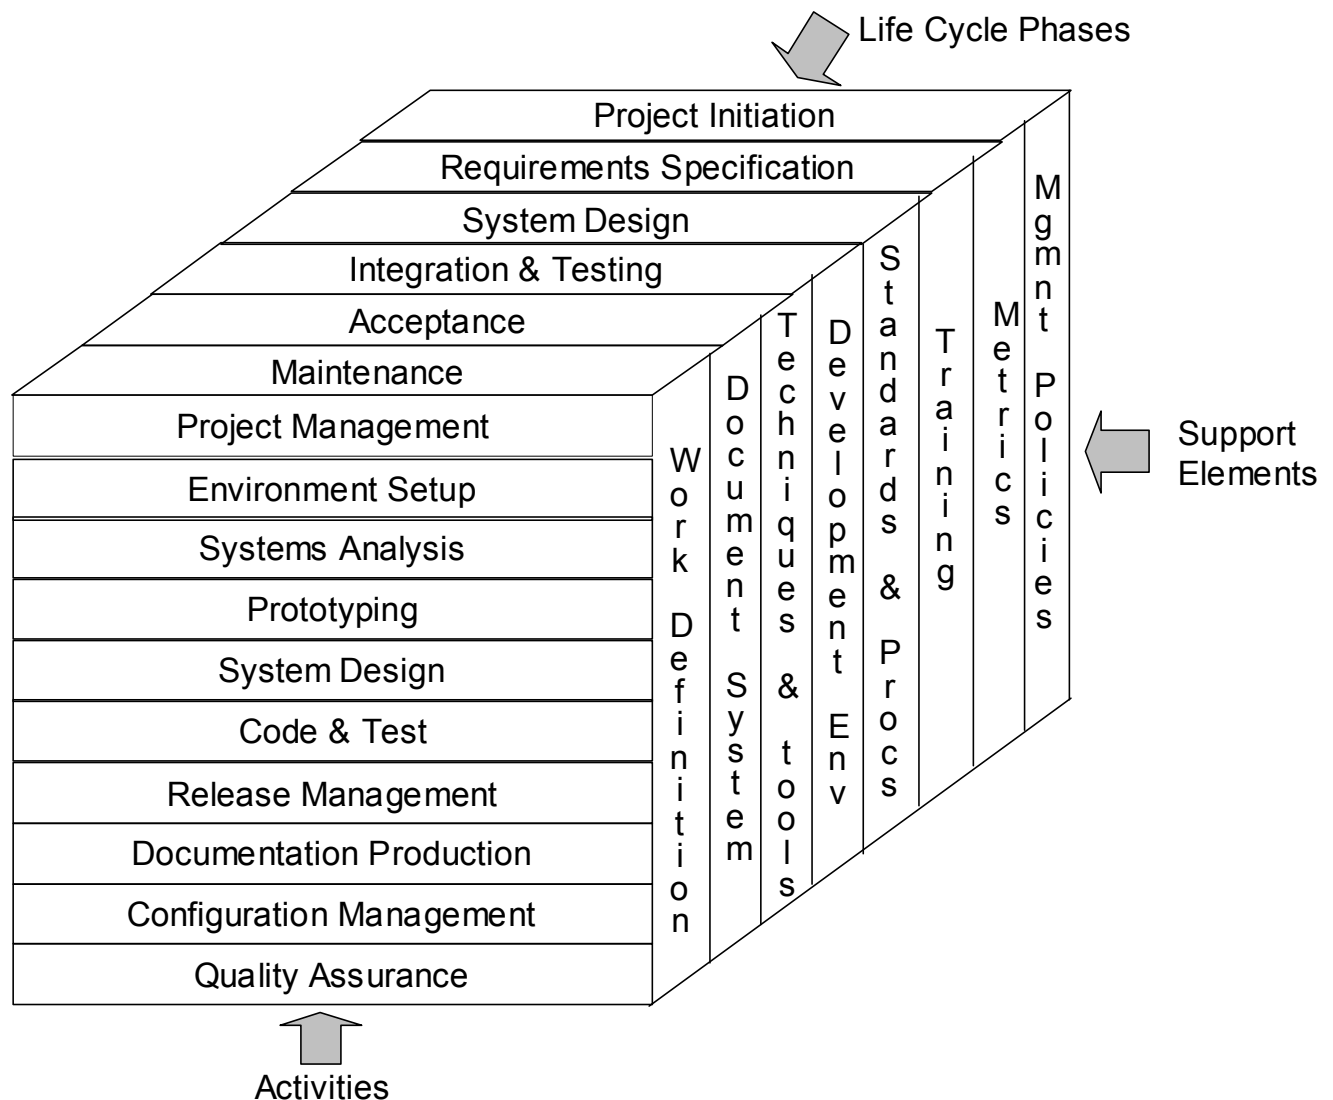 Life Cycle Phases
Project Initiation
Requirements Specification
System Design
Integration & Testing
Acceptance
Maintenance
Project Management
Environment Setup
Systems Analysis
Prototyping
System Design
Code & Test
Release Management
Documentation Production
Configuration Management
Quality Assurance
Work Definition
Document System
Techniques & tools
Development Env
Standards & Procs
Training
Metrics
Mgmnt Policies
Support
Elements
Activities